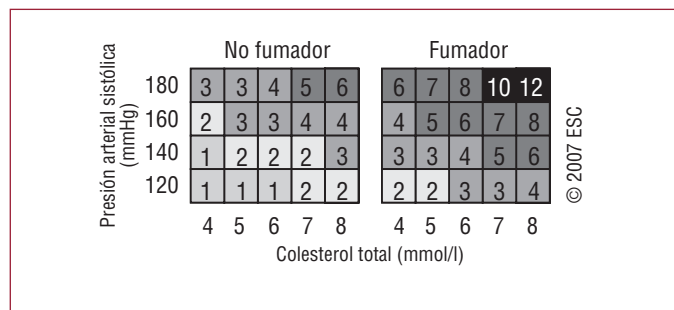 No fumador Fumador
Presión arterial sistólica
(mmHg)
180 3 3 4 5 6 6 7 8 10 12
160 2 3 3 4 4 4 5 6 7 8
140 1 2 2 2 3 3 3 4 5 6
120 1 1 1 2 2 2 2 3 3 4
4 5 6 7 8 4 5 6 7 8
Colesterol total (mmol/l)
© 2007 ESC